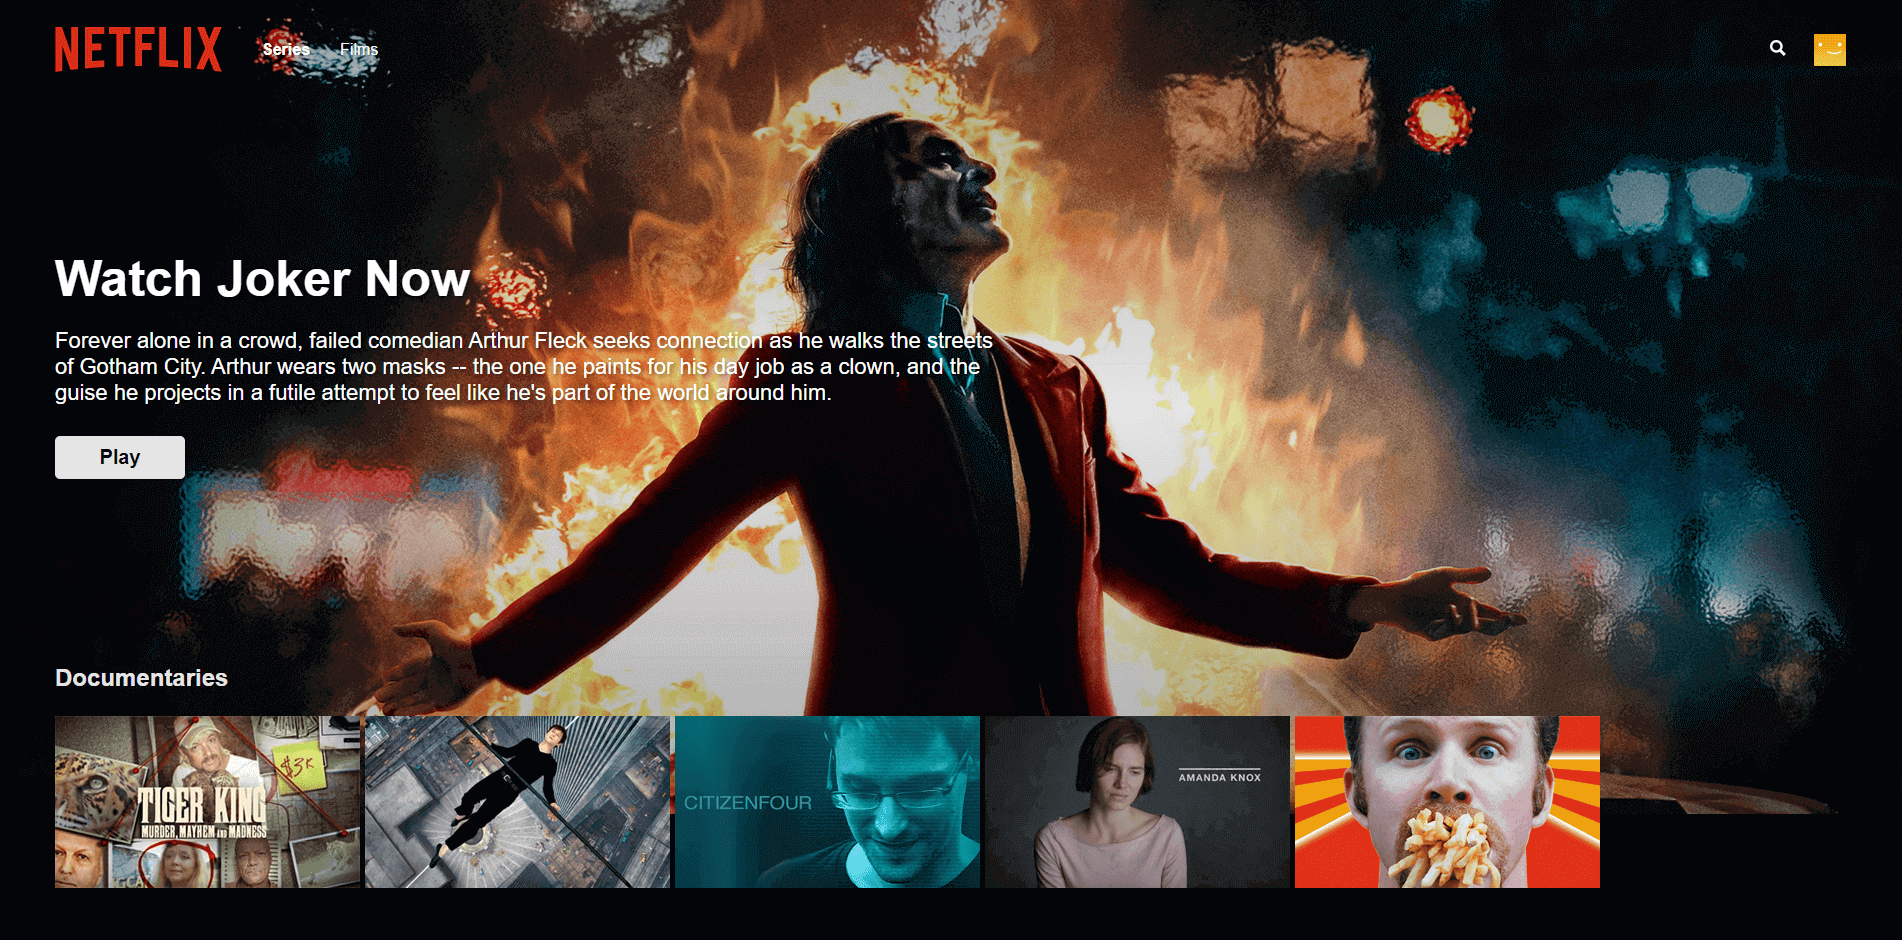 NETFLIX
Series
Films
Watch Joker Now
Forever alone in a crowd, failed comedian Arthur Fleck seeks connection as he walks the streets
of Gotham City. Arthur wears two masks -- the one he paints for his day job as a clown, and the
guise he projects in a futile attempt to feel like he's part of the world around him.
Play
Documentaries
$3K
TIGER KING
MURDER, MAYHEM AND MADNESS
CITIZENFOUR
AMANDA KNOX